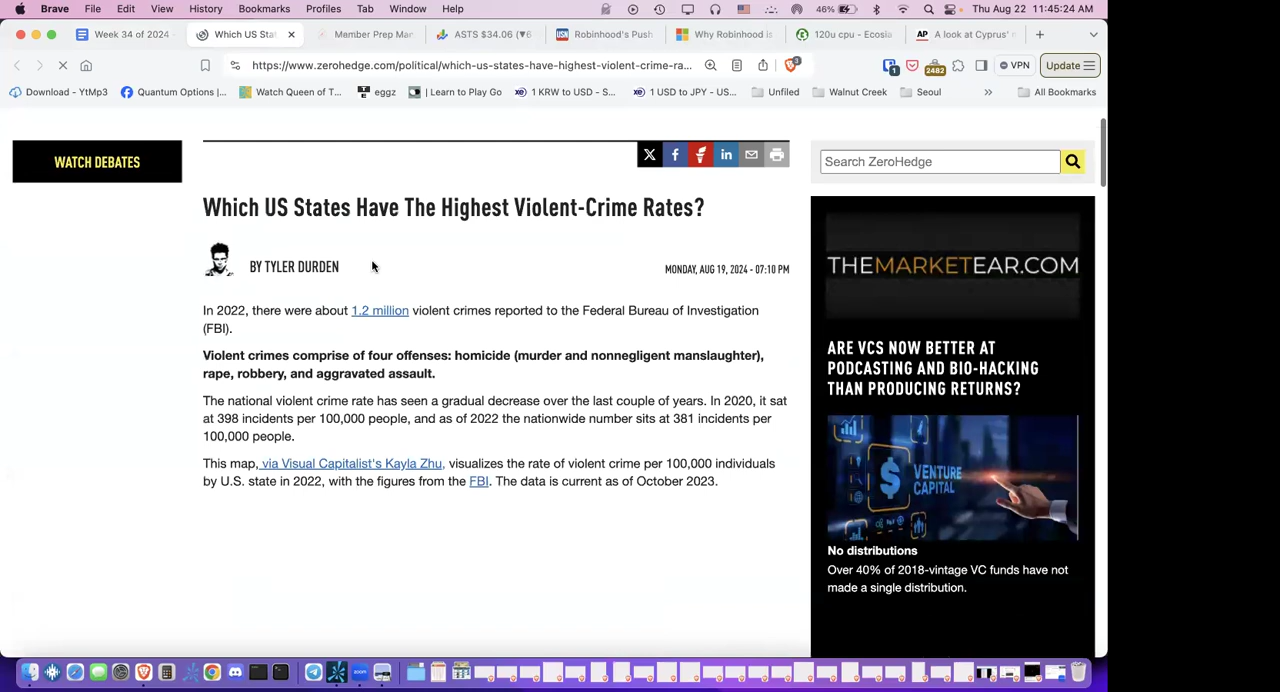 Brave File Edit View History Bookmarks Profiles Tab Window Help 46% Thu Aug 22 11:45:24 AM
Week 34 of 2024 Which US Sta Member Prep Ma ASTS $34.06 (▼6 Robinhood's Push Why Robinhood is 120u cpu - Ecosia A look at Cyprus'
https://www.zerohedge.com/political/which-us-states-have-highest-violent-crime-ra... 3 1 2482 VPN Update
Download - YtMp3 Quantum Options |... Watch Queen of T... eggz | Learn to Play Go 1 KRW to USD - S... 1 USD to JPY - US... Unfiled Walnut Creek Seoul » All Bookmarks
WATCH DEBATES
Search ZeroHedge
Which US States Have The Highest Violent-Crime Rates?
BY TYLER DURDEN
MONDAY, AUG 19, 2024 - 07:10 PM
In 2022, there were about 1.2 million violent crimes reported to the Federal Bureau of Investigation
(FBI).
Violent crimes comprise of four offenses: homicide (murder and nonnegligent manslaughter),
rape, robbery, and aggravated assault.
The national violent crime rate has seen a gradual decrease over the last couple of years. In 2020, it sat
at 398 incidents per 100,000 people, and as of 2022 the nationwide number sits at 381 incidents per
100,000 people.
This map, via Visual Capitalist's Kayla Zhu, visualizes the rate of violent crime per 100,000 individuals
by U.S. state in 2022, with the figures from the FBI. The data is current as of October 2023.
THEMARKETEAR.COM
ARE VCS NOW BETTER AT
PODCASTING AND BIO-HACKING
THAN PRODUCING RETURNS?
VENTURE
CAPITAL
No distributions
Over 40% of 2018-vintage VC funds have not
made a single distribution.